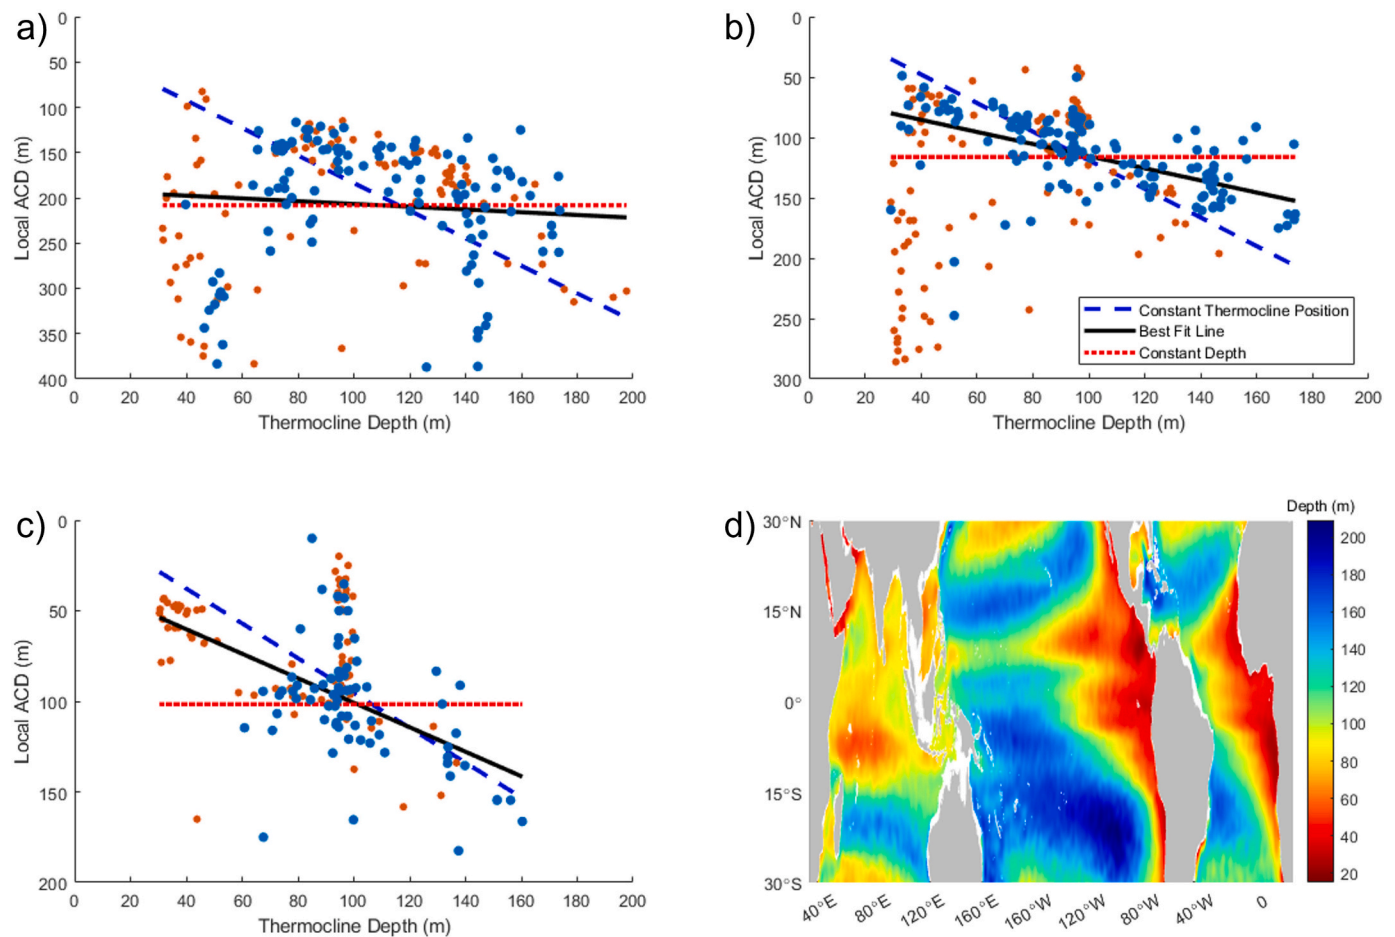 a)
0
50
100
150
200
250
300
350
400
Local ACD (m)
0 20 40 60 80 100 120 140 160 180 200
Thermocline Depth (m)
b)
0
50
100
150
200
250
300
Local ACD (m)
Constant Thermocline Position
Best Fit Line
Constant Depth
0 20 40 60 80 100 120 140 160 180 200
Thermocline Depth (m)
c)
0
50
100
150
200
Local ACD (m)
0 20 40 60 80 100 120 140 160 180 200
Thermocline Depth (m)
d)
Depth (m)
30°N
15°N
0°
15°S
30°S
40°E 80°E 120°E 160°E 160°W 120°W 80°W 40°W 0
200
180
160
140
120
100
80
60
40
20